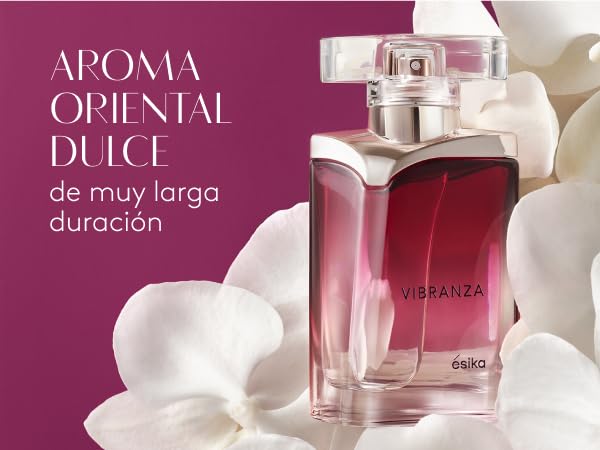 AROMA
ORIENTAL
DULCE
de muy larga
duración
VIBRANZA
ésika